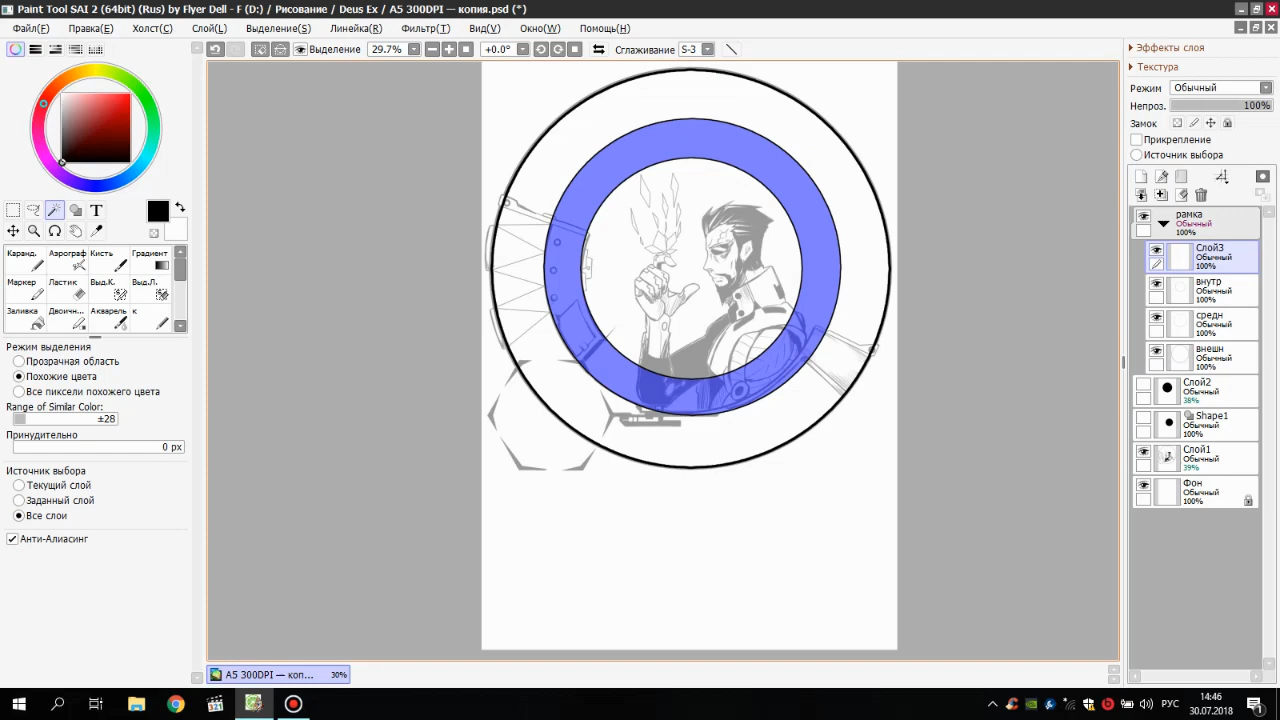 Paint Tool SAI 2 (64bit) (Rus) by Flyer Dell - F (D:) / Рисование / Deus Ex / A5 300DPI — копия.psd (*)
Файл(F) Правка(E) Холст(C) Слой(L) Выделение(S) Линейка(R) Фильтр(T) Вид(V) Окно(W) Помощь(H)
Выделение 29.7% +0.0° Сглаживание S-3
Каранд. Аэрограф Кисть Градиент
Маркер Ластик Выд.К. Выд.Л.
Заливка Двоичн... Акварель к
Режим выделения
Прозрачная область
Похожие цвета
Все пиксели похожего цвета
Range of Similar Color:
±28
Принудительно
0 px
Источник выбора
Текущий слой
Заданный слой
Все слои
Анти-Алиасинг
Эффекты слоя
Текстура
Режим Обычный
Непроз. 100%
Замок
Прикрепление
Источник выбора
рамка
Обычный
100%
Слой3
Обычный
100%
внутр
Обычный
100%
средн
Обычный
100%
внешн
Обычный
100%
Слой2
Обычный
38%
Shape1
Обычный
100%
Слой1
Обычный
39%
Фон
Обычный
100%
A5 300DPI — коп... 30%
РУС
14:46
30.07.2018